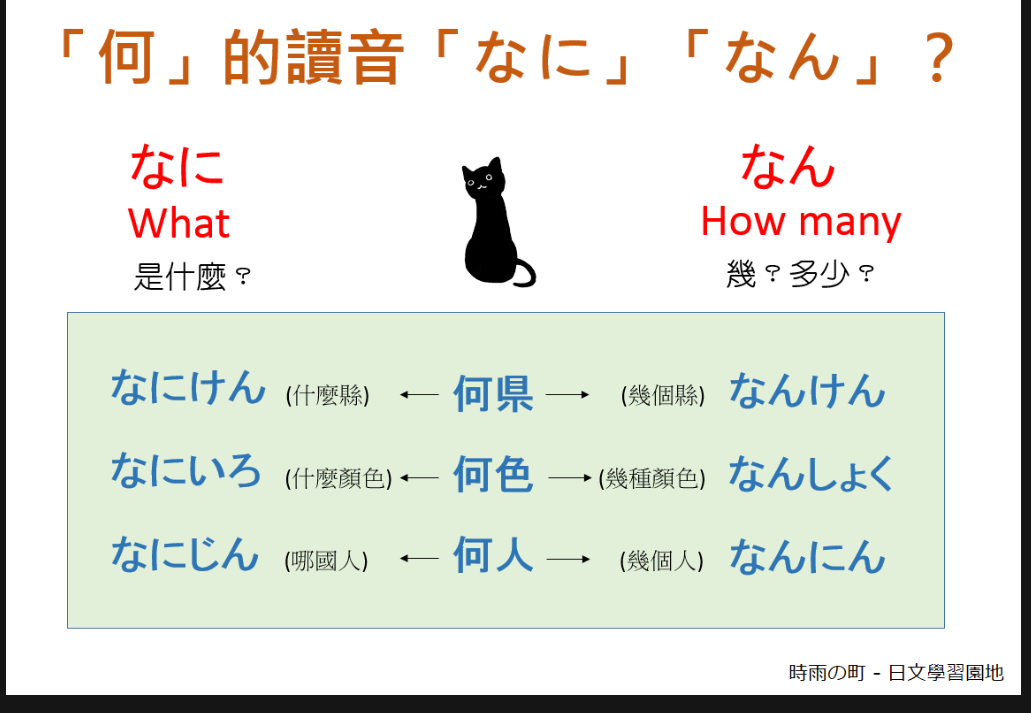 「何」的讀音「なに」「なん」？
なに
What
是什麼？
なん
How many
幾？多少？
なにけん (什麼縣) ← 何県 → (幾個縣) なんけん
なにいろ (什麼顏色) ← 何色 → (幾種顏色) なんしょく
なにじん (哪國人) ← 何人 → (幾個人) なんにん
時雨の町 - 日文學習園地